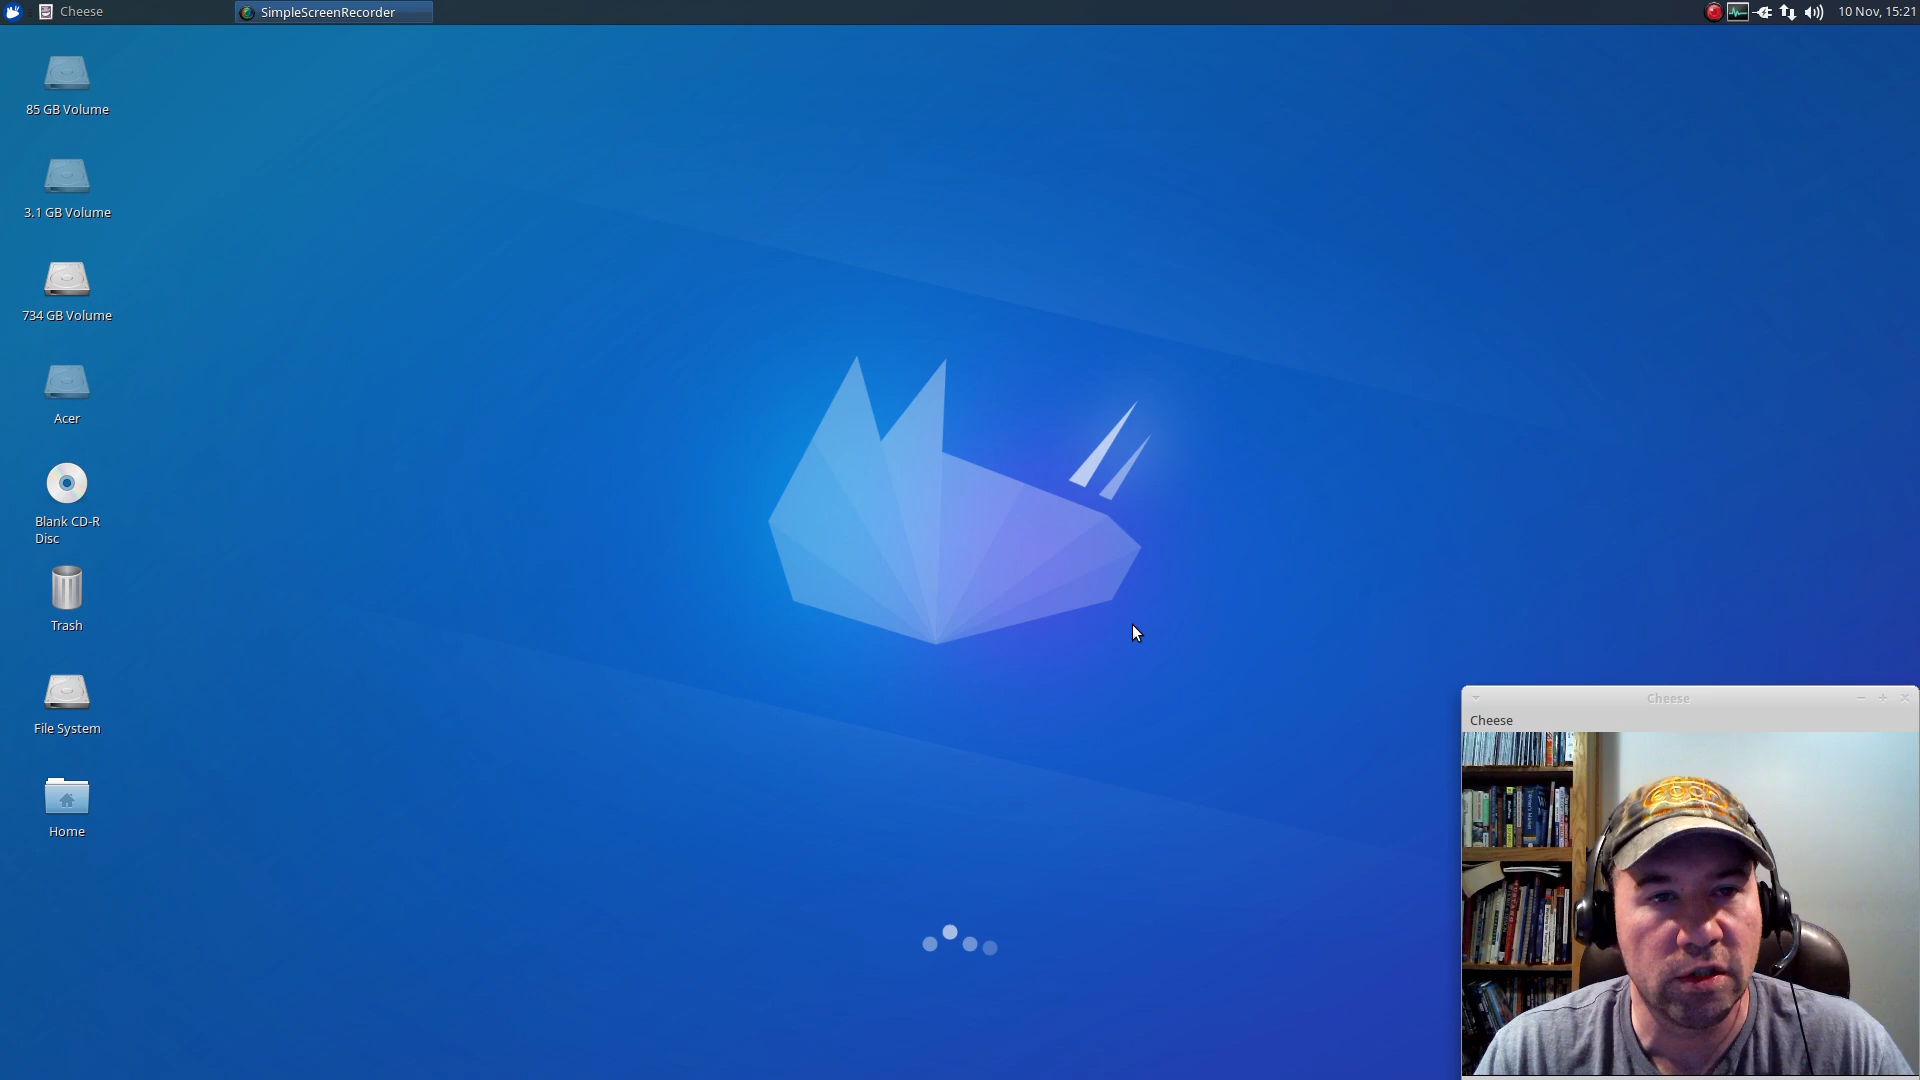 Cheese
SimpleScreenRecorder
10 Nov, 15:21
85 GB Volume
3.1 GB Volume
734 GB Volume
Acer
Blank CD-R
Disc
Trash
File System
Home
Cheese
Cheese